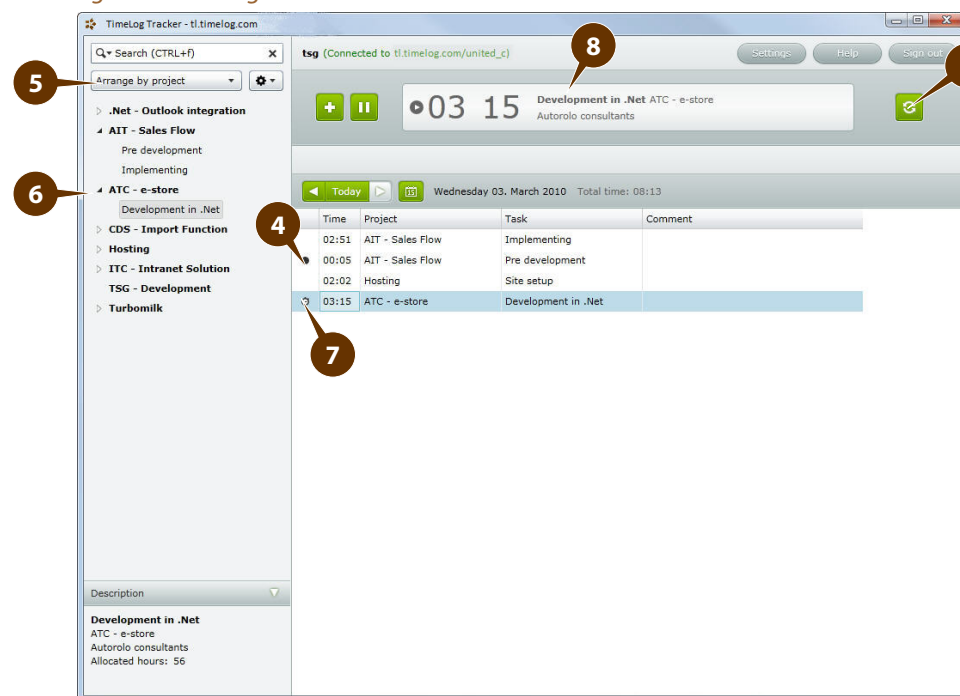 TimeLog Tracker - tl.timelog.com
Search (CTRL+f)
tsg (Connected to tl.timelog.com/united_c)
8
Settings
Help
Sign out
5
Arrange by project
03 15
Development in .Net ATC - e-store
Autorolo consultants
.Net - Outlook integration
AIT - Sales Flow
Pre development
Implementing
6
ATC - e-store
Development in .Net
CDS - Import Function
Hosting
ITC - Intranet Solution
TSG - Development
Turbomilk
Today
15
Wednesday 03. March 2010 Total time: 08:13
4
Time Project Task Comment
02:51 AIT - Sales Flow Implementing
00:05 AIT - Sales Flow Pre development
02:02 Hosting Site setup
03:15 ATC - e-store Development in .Net
7
Description
Development in .Net
ATC - e-store
Autorolo consultants
Allocated hours: 56